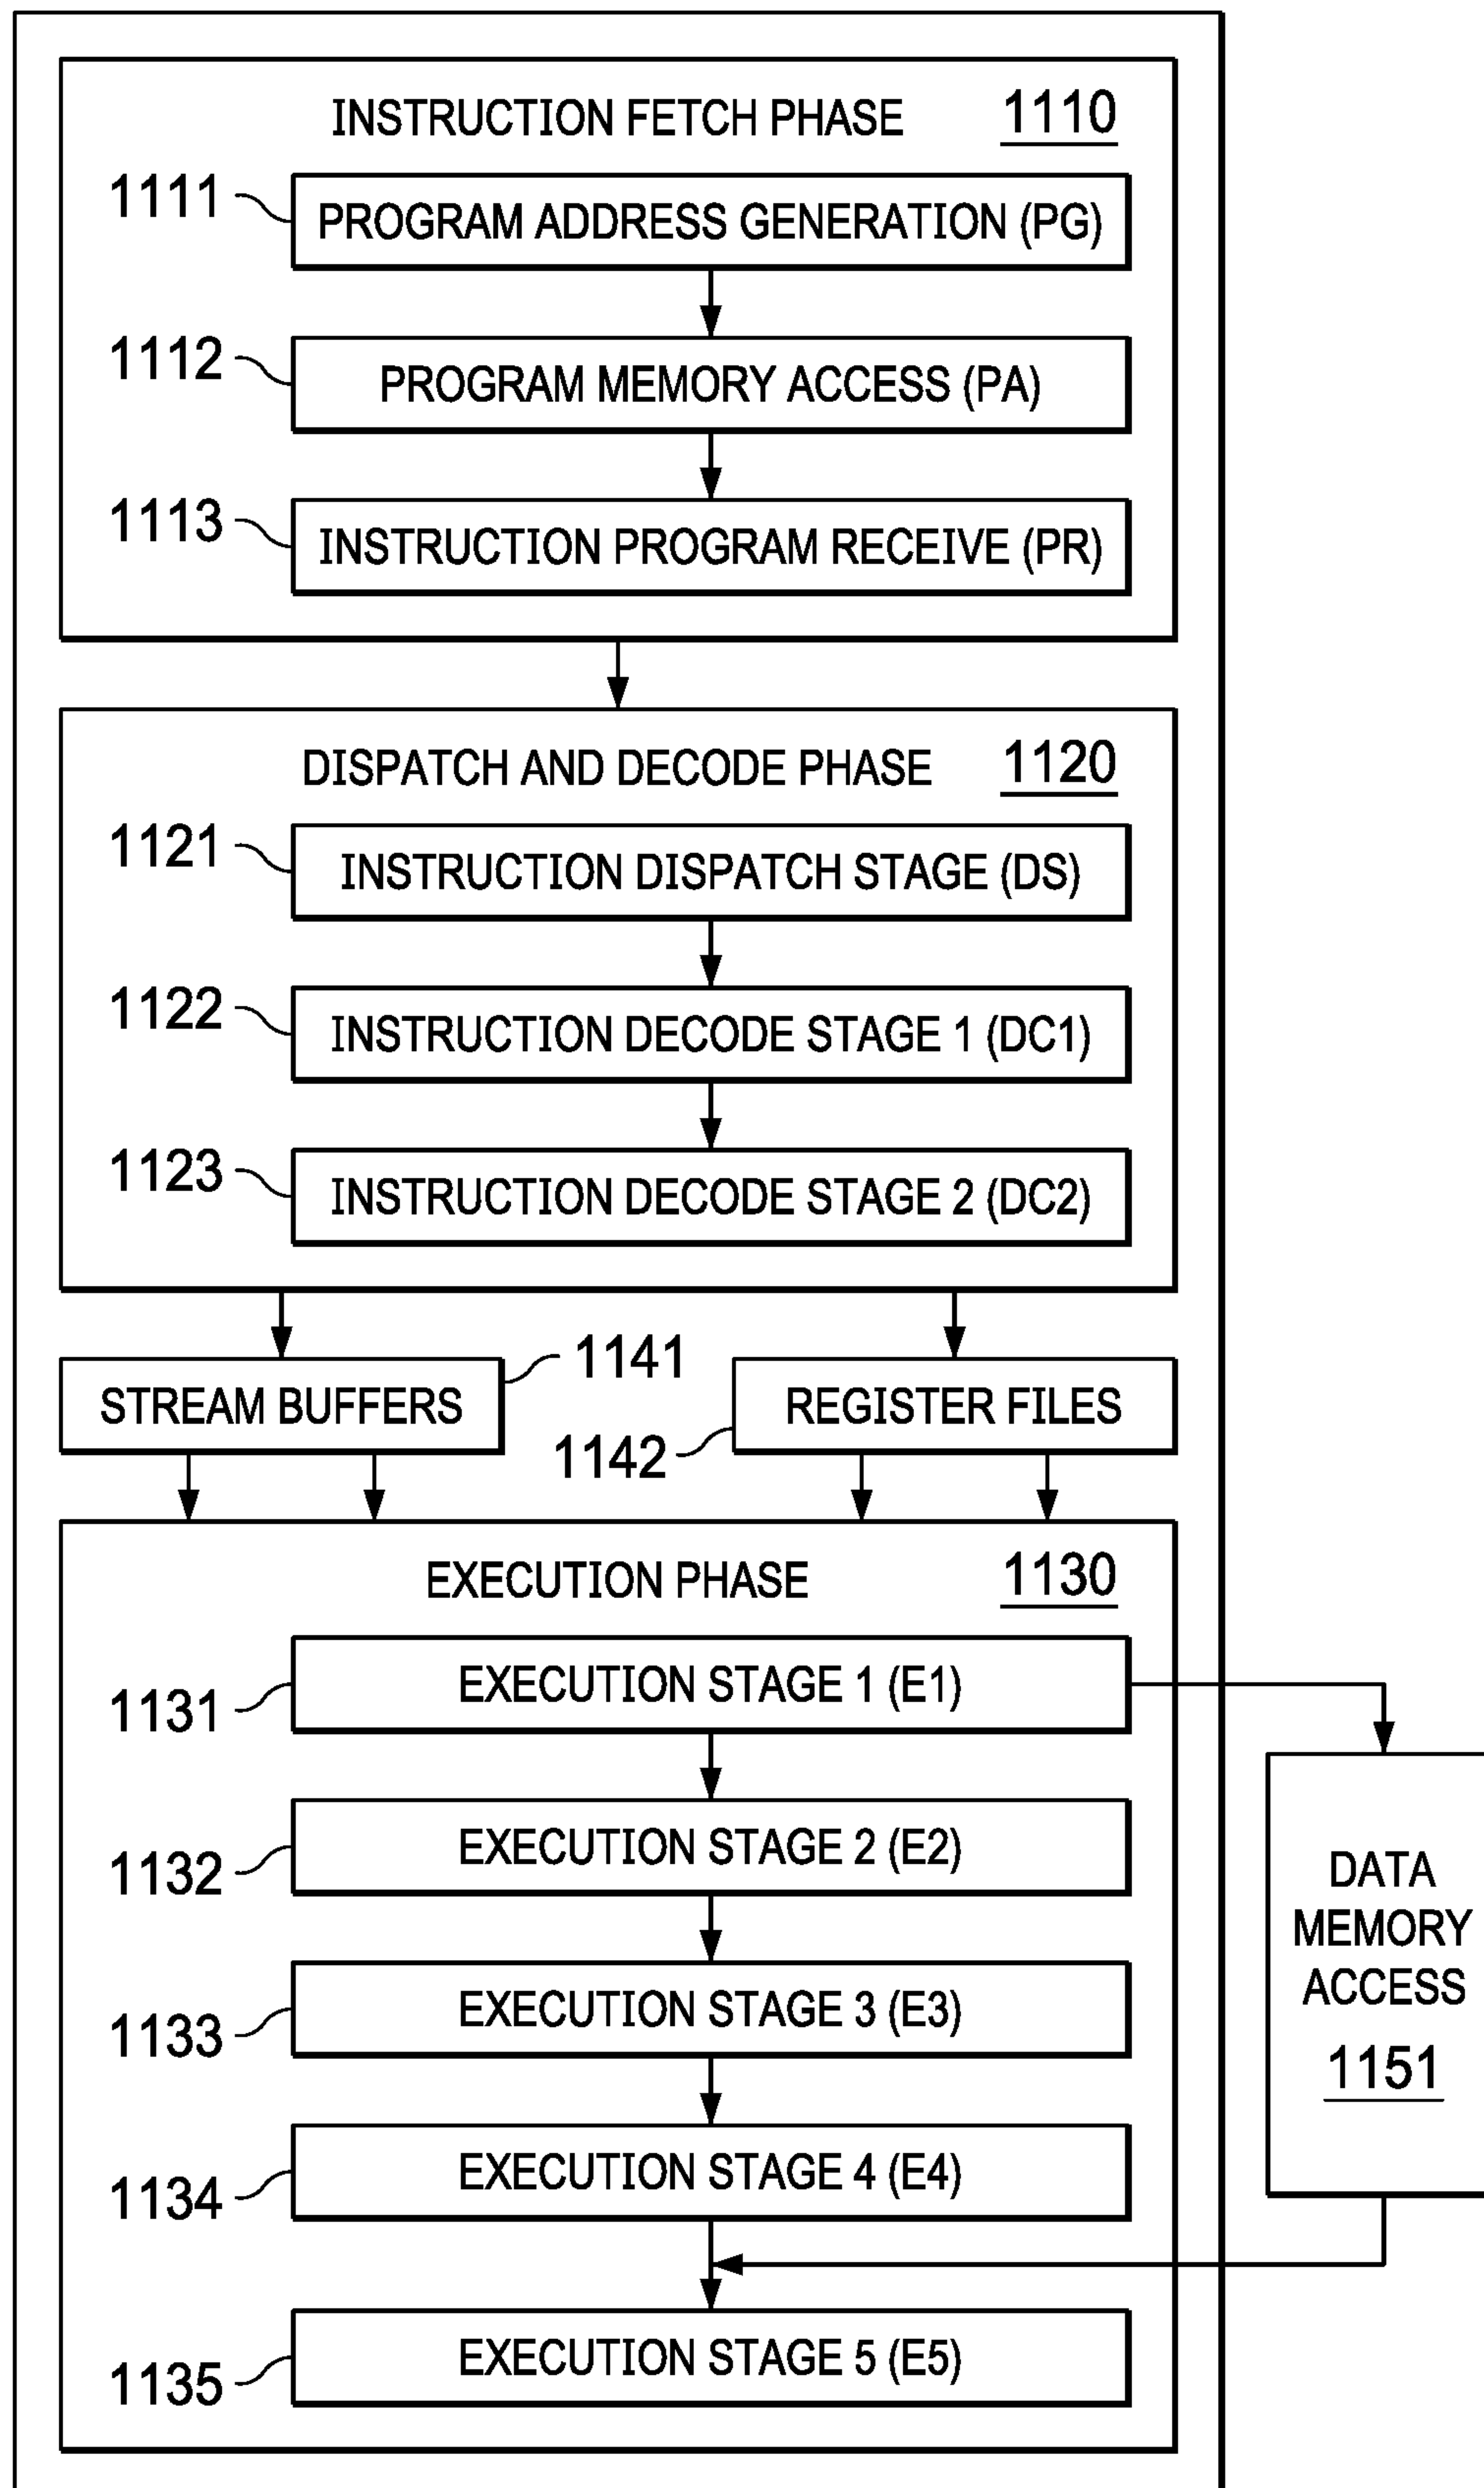 INSTRUCTION FETCH PHASE 1110
1111 PROGRAM ADDRESS GENERATION (PG)
1112 PROGRAM MEMORY ACCESS (PA)
1113 INSTRUCTION PROGRAM RECEIVE (PR)
DISPATCH AND DECODE PHASE 1120
1121 INSTRUCTION DISPATCH STAGE (DS)
1122 INSTRUCTION DECODE STAGE 1 (DC1)
1123 INSTRUCTION DECODE STAGE 2 (DC2)
STREAM BUFFERS
1141
REGISTER FILES
1142
EXECUTION PHASE 1130
1131 EXECUTION STAGE 1 (E1)
1132 EXECUTION STAGE 2 (E2)
1133 EXECUTION STAGE 3 (E3)
1134 EXECUTION STAGE 4 (E4)
1135 EXECUTION STAGE 5 (E5)
DATA
MEMORY
ACCESS
1151